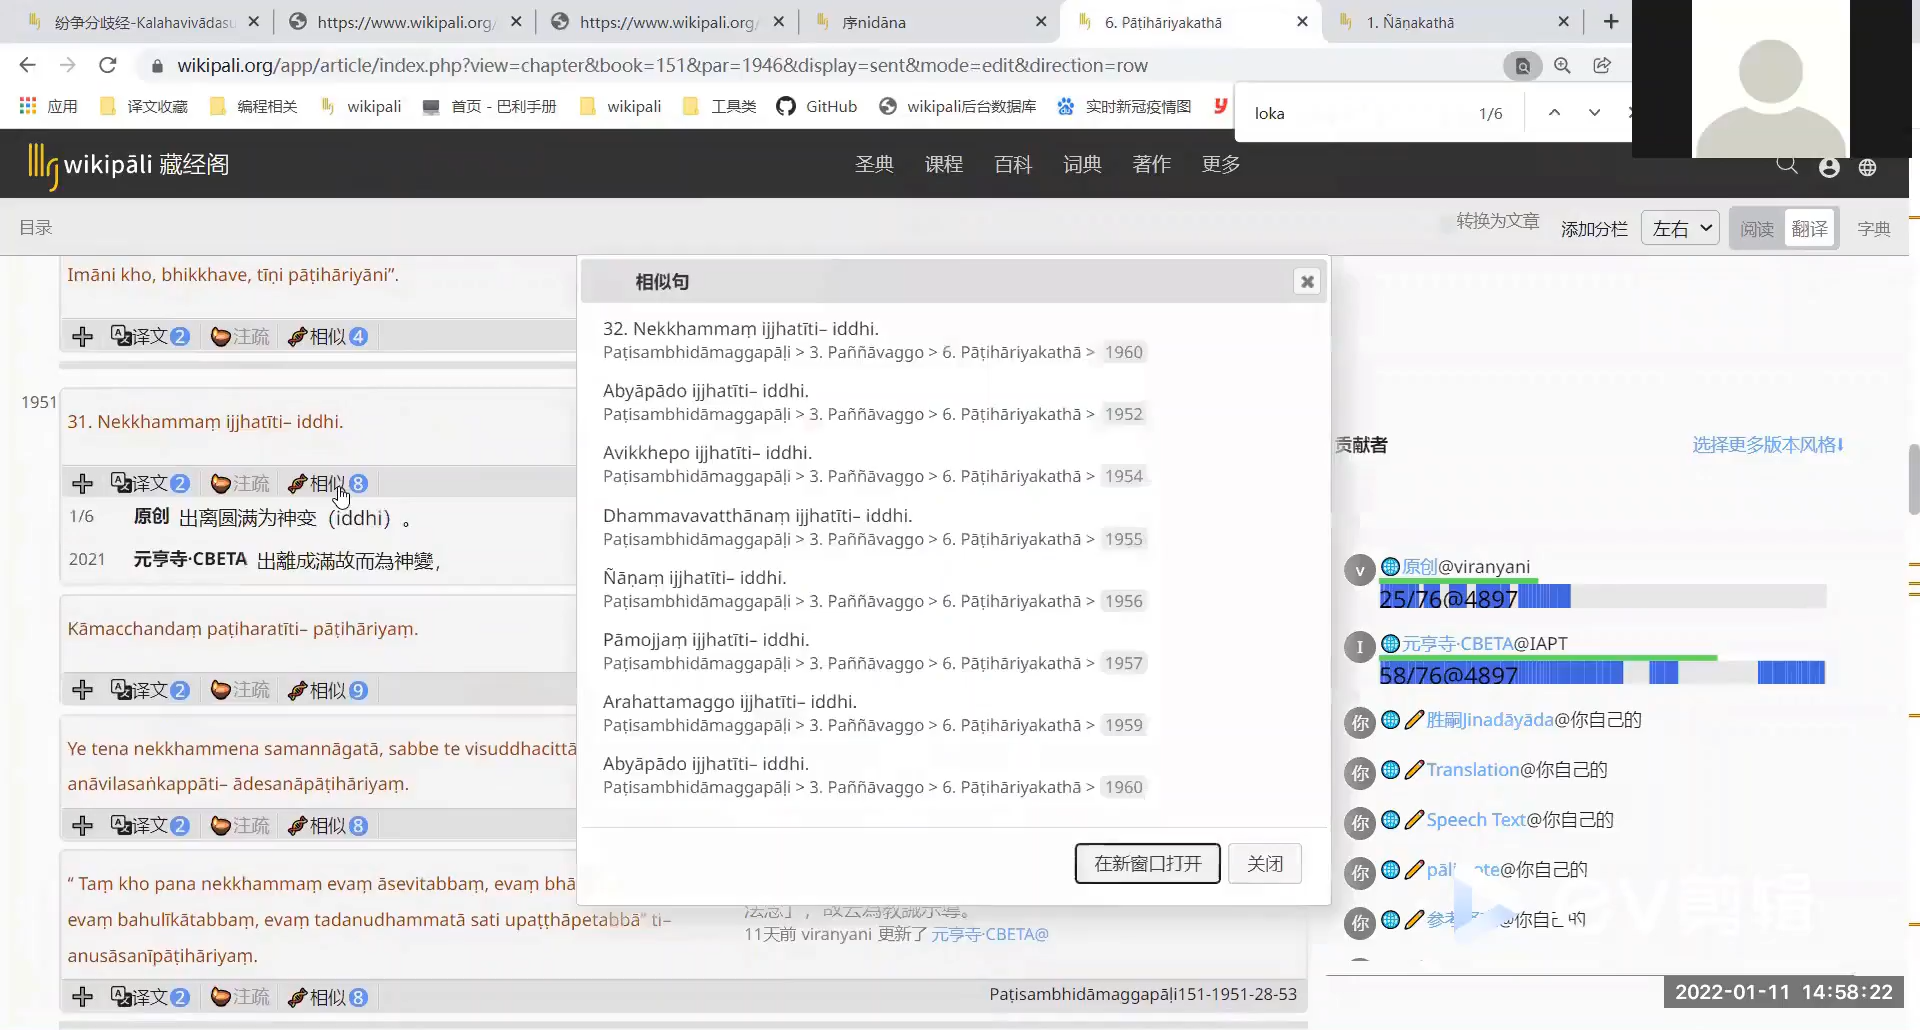 纷争分歧经-Kalahavivādasu
https://www.wikipali.org/
https://www.wikipali.org/
序nidāna
6. Pāṭihāriyakathā
1. Ñāṇakathā
wikipali.org/app/article/index.php?view=chapter&book=151&par=1946&display=sent&mode=edit&direction=row
应用
译文收藏
编程相关
wikipali
首页 - 巴利手册
wikipali
工具类
GitHub
wikipali后台数据库
实时新冠疫情图
loka
1/6
wikipāli 藏经阁
圣典
课程
百科
词典
著作
更多
目录
转换为文章
添加分栏
左右
阅读
翻译
字典
Imāni kho, bhikkhave, tīṇi pāṭihāriyāni”.
译文 2
注疏
相似 4
1951
31. Nekkhammaṃ ijjhatīti– iddhi.
译文 2
注疏
相似 8
1/6
原创 出离圆满为神变（iddhi）。
2021
元亨寺·CBETA 出離成滿故而為神變，
Kāmacchandaṃ paṭiharatīti– pāṭihāriyaṃ.
译文 2
注疏
相似 9
Ye tena nekkhammena samannāgatā, sabbe te visuddhacittā
anāvilasaṅkappāti– ādesanāpāṭihāriyaṃ.
译文 2
注疏
相似 8
“ Taṃ kho pana nekkhammaṃ evaṃ āsevitabbaṃ, evaṃ bhā
evaṃ bahulīkātabbaṃ, evaṃ tadanudhammatā sati upaṭṭhāpetabbā” ti–
anusāsanīpāṭihāriyaṃ.
译文 2
注疏
相似 8
11天前 viranyani 更新了 元亨寺·CBETA@
Paṭisambhidāmaggapāḷi151-1951-28-53
相似句
32. Nekkhammaṃ ijjhatīti– iddhi.
Paṭisambhidāmaggapāḷi > 3. Paññāvaggo > 6. Pāṭihāriyakathā > 1960
Abyāpādo ijjhatīti– iddhi.
Paṭisambhidāmaggapāḷi > 3. Paññāvaggo > 6. Pāṭihāriyakathā > 1952
Avikkhepo ijjhatīti– iddhi.
Paṭisambhidāmaggapāḷi > 3. Paññāvaggo > 6. Pāṭihāriyakathā > 1954
Dhammavavatthānaṃ ijjhatīti– iddhi.
Paṭisambhidāmaggapāḷi > 3. Paññāvaggo > 6. Pāṭihāriyakathā > 1955
Ñāṇaṃ ijjhatīti– iddhi.
Paṭisambhidāmaggapāḷi > 3. Paññāvaggo > 6. Pāṭihāriyakathā > 1956
Pāmojjaṃ ijjhatīti– iddhi.
Paṭisambhidāmaggapāḷi > 3. Paññāvaggo > 6. Pāṭihāriyakathā > 1957
Arahattamaggo ijjhatīti– iddhi.
Paṭisambhidāmaggapāḷi > 3. Paññāvaggo > 6. Pāṭihāriyakathā > 1959
Abyāpādo ijjhatīti– iddhi.
Paṭisambhidāmaggapāḷi > 3. Paññāvaggo > 6. Pāṭihāriyakathā > 1960
在新窗口打开
关闭
贡献者
选择更多版本风格⬇
v
原创@viranyani
25/76@4897
I
元亨寺·CBETA@IAPT
58/76@4897
你
胜嗣Jinadāyāda@你自己的
你
Translation@你自己的
你
Speech Text@你自己的
你
@你自己的
你
@你自己的
EV剪辑
2022-01-11 14:58:22